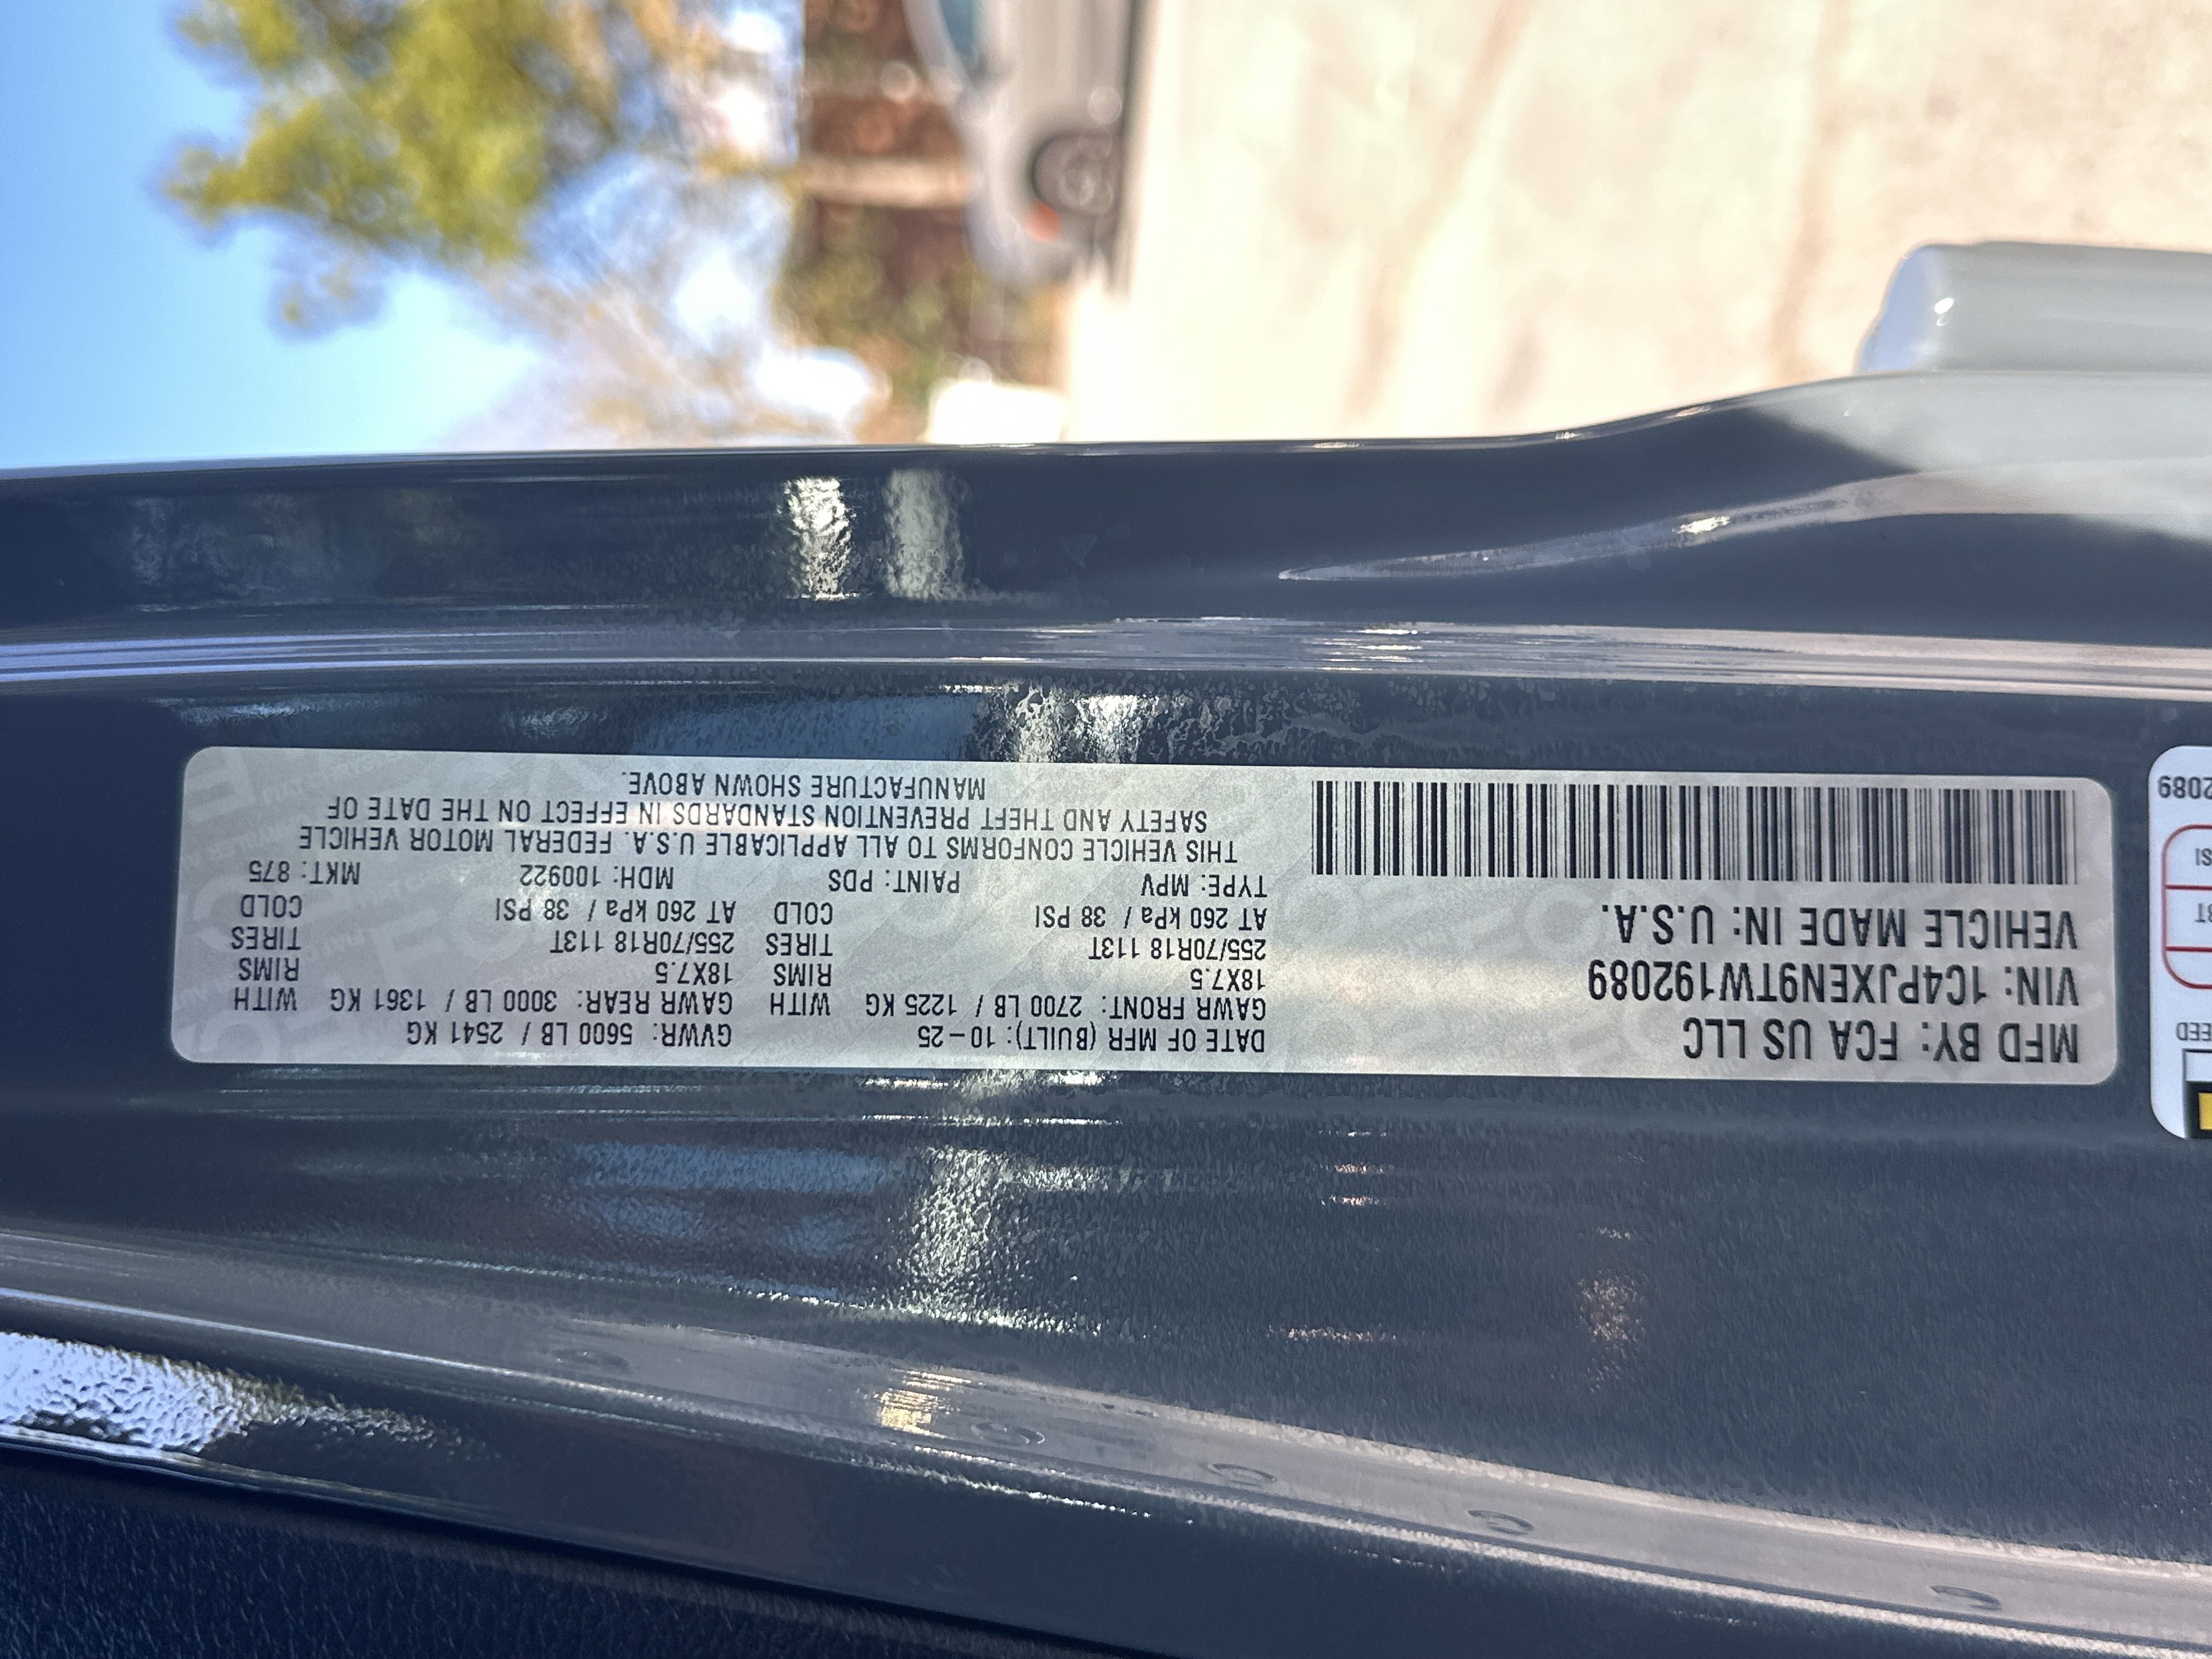 MFD BY: FCA US LLC
VIN: 1C4PJXEN9TW192089
VEHICLE MADE IN: U.S.A.
DATE OF MFR (BUILT): 10-25 GVWR: 5600 LB / 2541 KG
GAWR FRONT: 2700 LB / 1225 KG WITH GAWR REAR: 3000 LB / 1361 KG WITH
18X7.5 RIMS 18X7.5 RIMS
255/70R18 113T TIRES 255/70R18 113T TIRES
AT 260 kPa / 38 PSI COLD AT 260 kPa / 38 PSI COLD
TYPE: MPV PAINT: PDS MDH: 100922 MKT: 875
THIS VEHICLE CONFORMS TO ALL APPLICABLE U.S.A. FEDERAL MOTOR VEHICLE
SAFETY AND THEFT PREVENTION STANDARDS IN EFFECT ON THE DATE OF
MANUFACTURE SHOWN ABOVE.